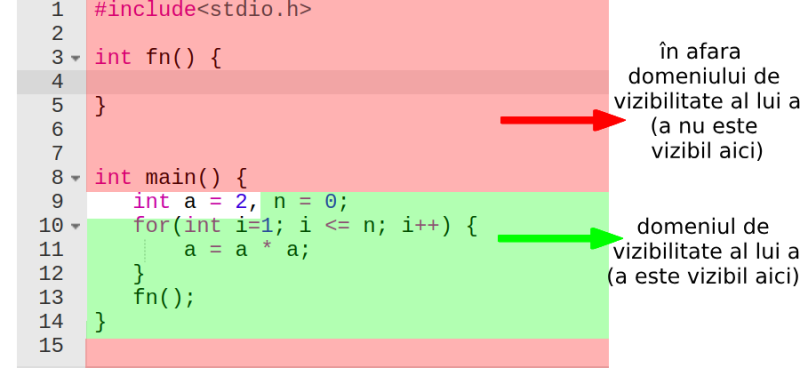 1 #include<stdio.h>
2
3 int fn() {
4
5 }
6
7
8 int main() {
9 int a = 2, n = 0;
10 for(int i=1; i <= n; i++) {
11 a = a * a;
12 }
13 fn();
14 }
15
în afara
domeniului de
vizibilitate al lui a
(a nu este
vizibil aici)
domeniul de
vizibilitate al lui a
(a este vizibil aici)